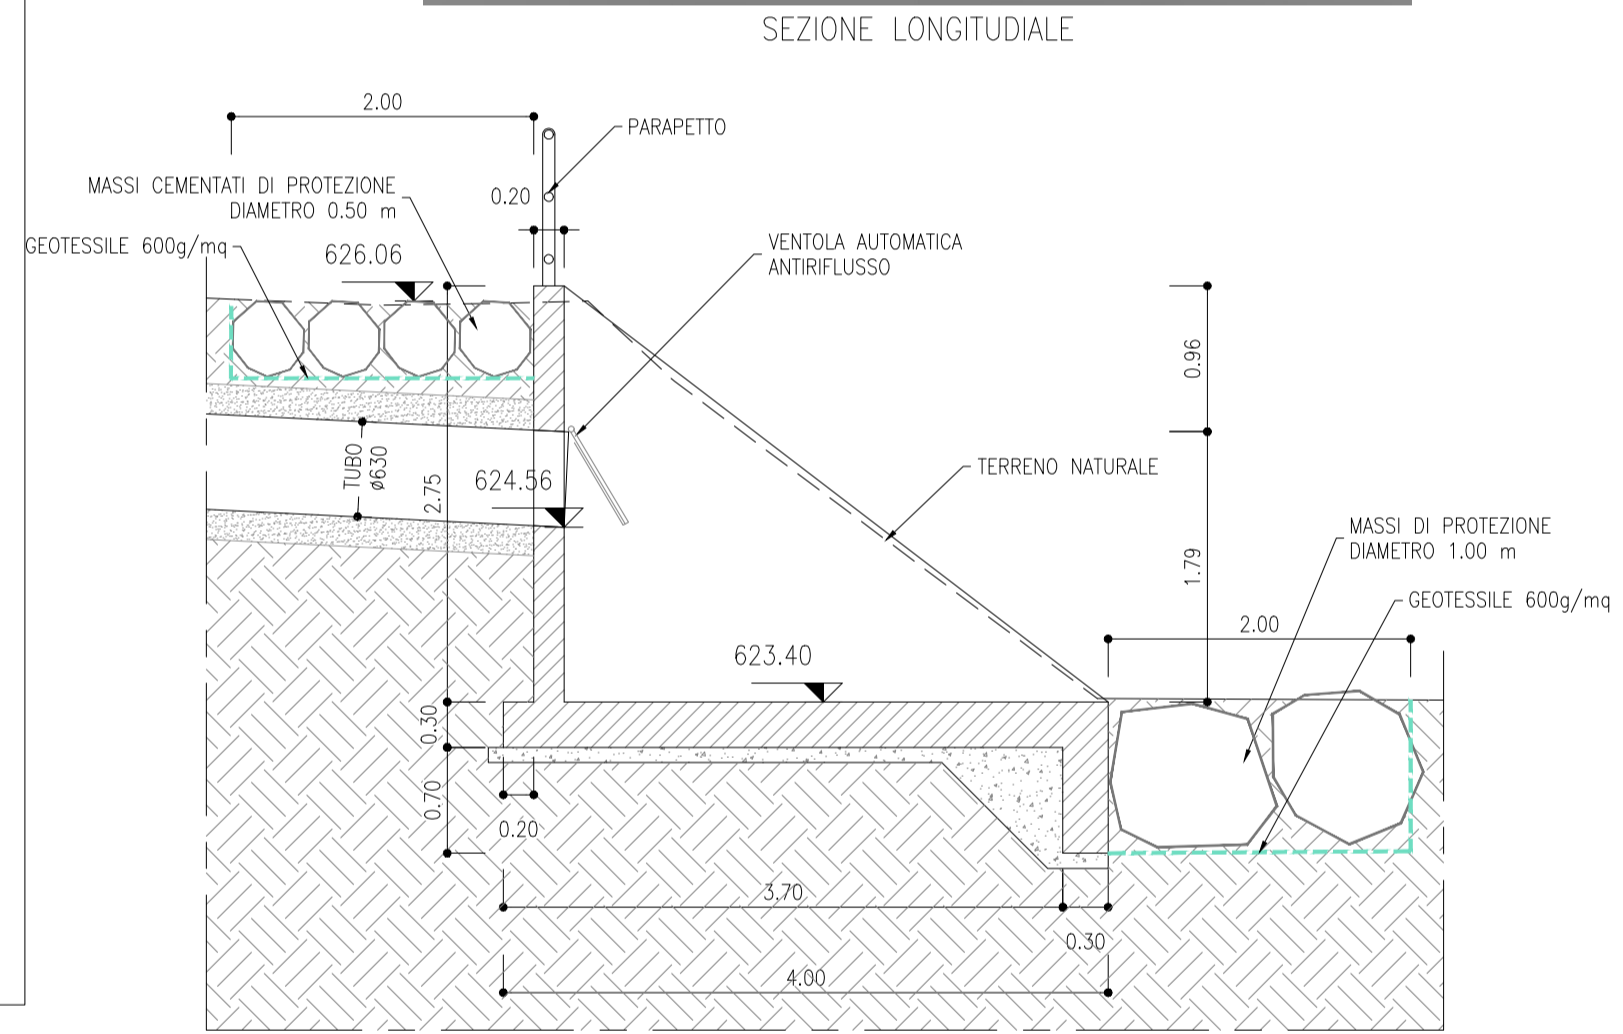 SEZIONE LONGITUDIALE
2.00
PARAPETTO
MASSI CEMENTATI DI PROTEZIONE
DIAMETRO 0.50 m
0.20
GEOTESSILE 600g/mq
626.06
VENTOLA AUTOMATICA
ANTIRIFLUSSO
0.96
TUBO
ø630
2.75
624.56
TERRENO NATURALE
MASSI DI PROTEZIONE
DIAMETRO 1.00 m
1.79
GEOTESSILE 600g/mq
2.00
623.40
0.30
0.70
0.20
3.70
0.30
4.00